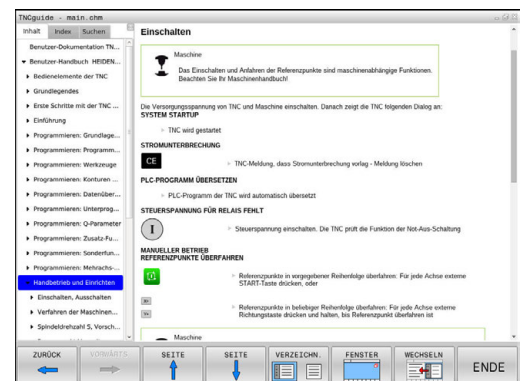 TNCguide - main.chm
Inhalt Index Suchen
Benutzer-Dokumentation TN...
Benutzer-Handbuch HEIDEN...
Bedienelemente der TNC
Grundlegendes
Erste Schritte mit der TNC ...
Einführung
Programmieren: Grundlage...
Programmieren: Programm...
Programmieren: Werkzeuge
Programmieren: Konturen ...
Programmieren: Datenüber...
Programmieren: Unterprog...
Programmieren: Q-Parameter
Programmieren: Zusatz-Fu...
Programmieren: Sonderfun...
Programmieren: Mehrachs-...
Handbetrieb und Einrichten
Einschalten, Ausschalten
Verfahren der Maschinen...
Spindeldrehzahl S, Vorsch...
Einschalten
Maschine
Das Einschalten und Anfahren der Referenzpunkte sind maschinenabhängige Funktionen.
Beachten Sie Ihr Maschinenhandbuch!
Die Versorgungsspannung von TNC und Maschine einschalten. Danach zeigt die TNC folgenden Dialog an:
SYSTEM STARTUP
TNC wird gestartet
STROMUNTERBRECHUNG
CE
TNC-Meldung, dass Stromunterbrechung vorlag - Meldung löschen
PLC-PROGRAMM ÜBERSETZEN
PLC-Programm der TNC wird automatisch übersetzt
STEUERSPANNUNG FÜR RELAIS FEHLT
I
Steuerspannung einschalten. Die TNC prüft die Funktion der Not-Aus-Schaltung
MANUELLER BETRIEB
REFERENZPUNKTE ÜBERFAHREN
Referenzpunkte in vorgegebener Reihenfolge überfahren: Für jede Achse externe
START-Taste drücken, oder
X+
Y+
Referenzpunkte in beliebiger Reihenfolge überfahren: Für jede Achse externe
Richtungstaste drücken und halten, bis Referenzpunkt überfahren ist
Maschine
ZURÜCK VORWÄRTS SEITE SEITE VERZEICHN. FENSTER WECHSELN ENDE